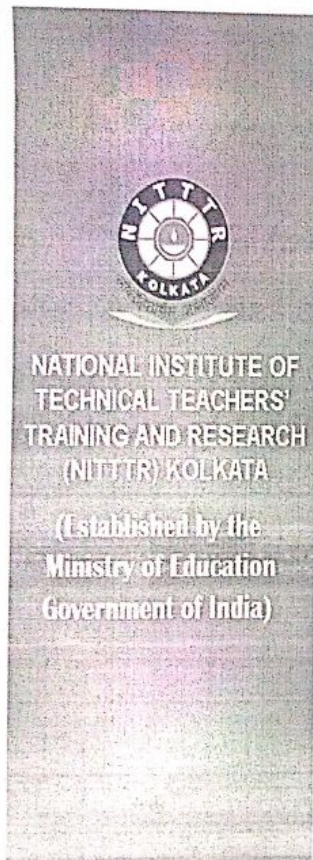 NITTTR
KOLKATA
NATIONAL INSTITUTE OF
TECHNICAL TEACHERS'
TRAINING AND RESEARCH
(NITTTR) KOLKATA
(Established by the
Ministry of Education
Government of India)